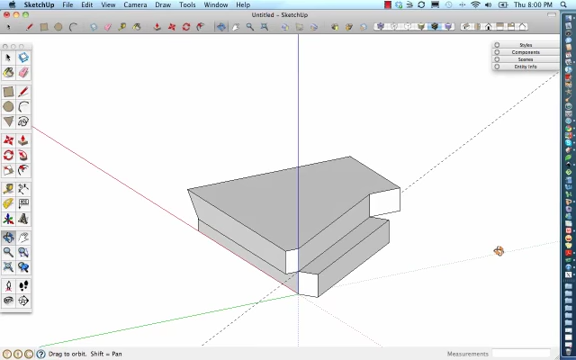 SketchUp File Edit View Camera Draw Tools Window Help Thu 8:00 PM
Untitled - SketchUp
Styles
Components
Scenes
Entity Info
Drag to orbit. Shift = Pan
Measurements